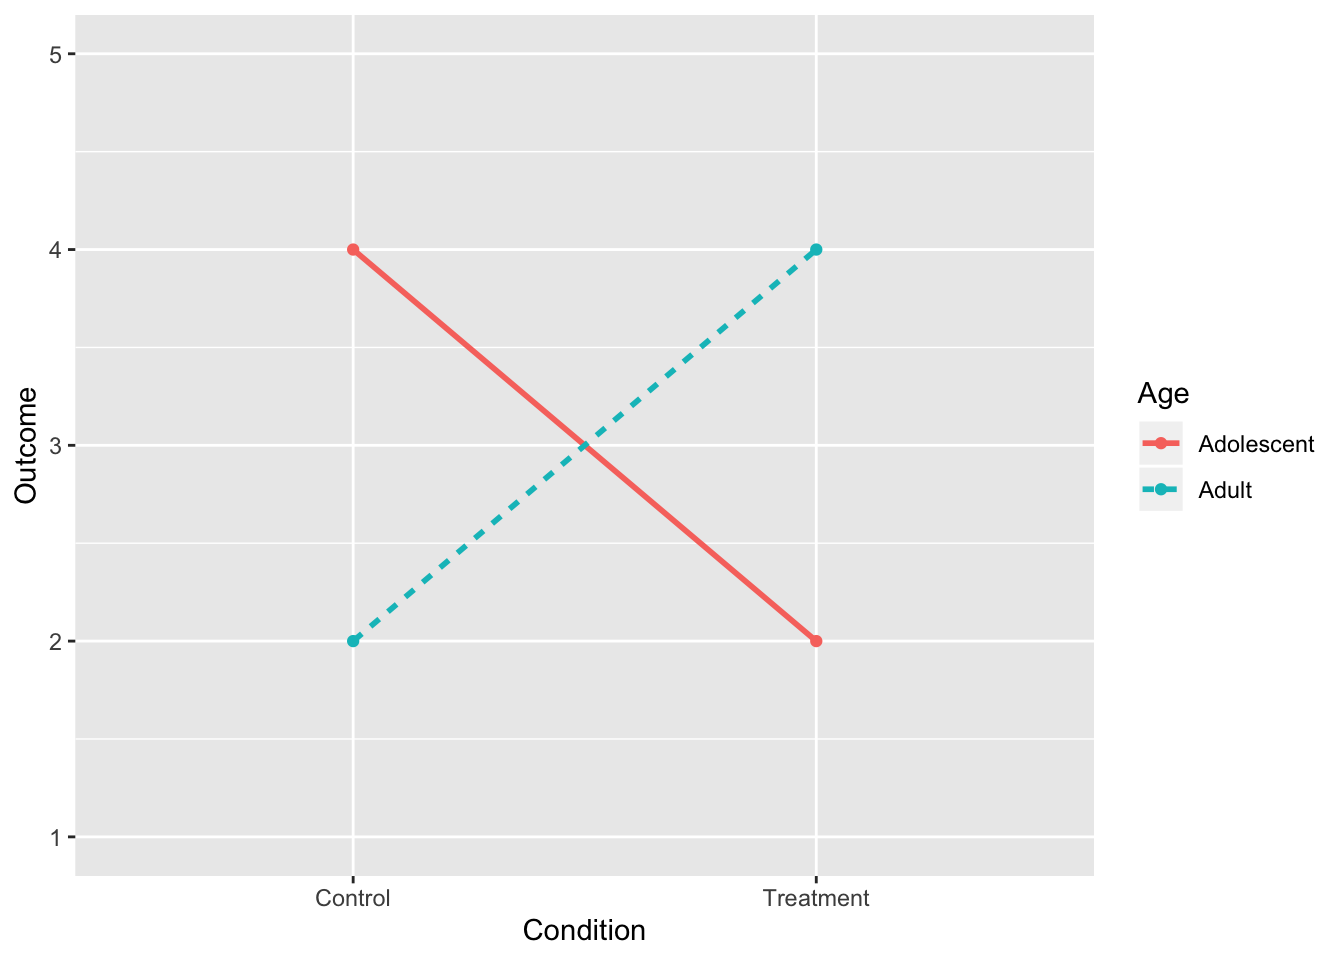 5
4
3
2
1
Outcome
Control
Treatment
Condition
Age
Adolescent
Adult